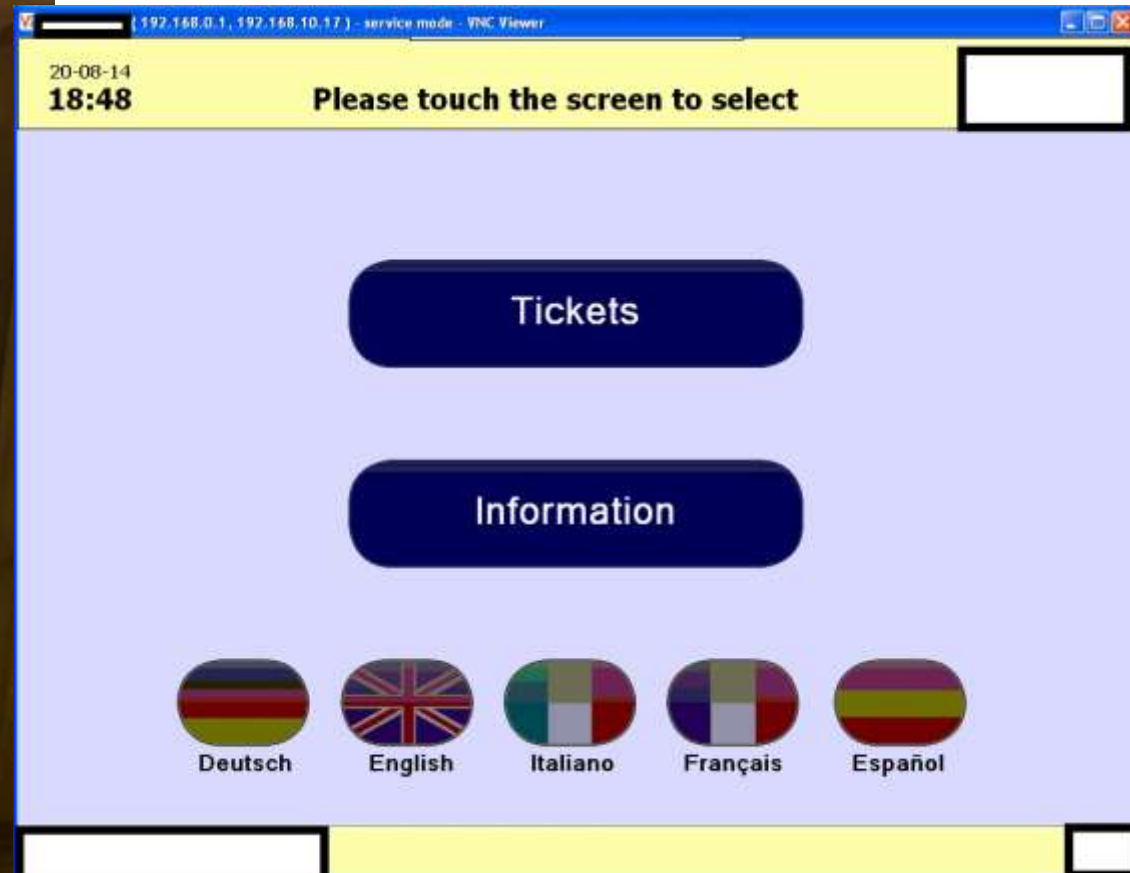 ( 192.168.0.1, 192.168.10.17 ) - service mode - VNC Viewer
20-08-14
18:48
Please touch the screen to select
Tickets
Information
Deutsch English Italiano Français Español